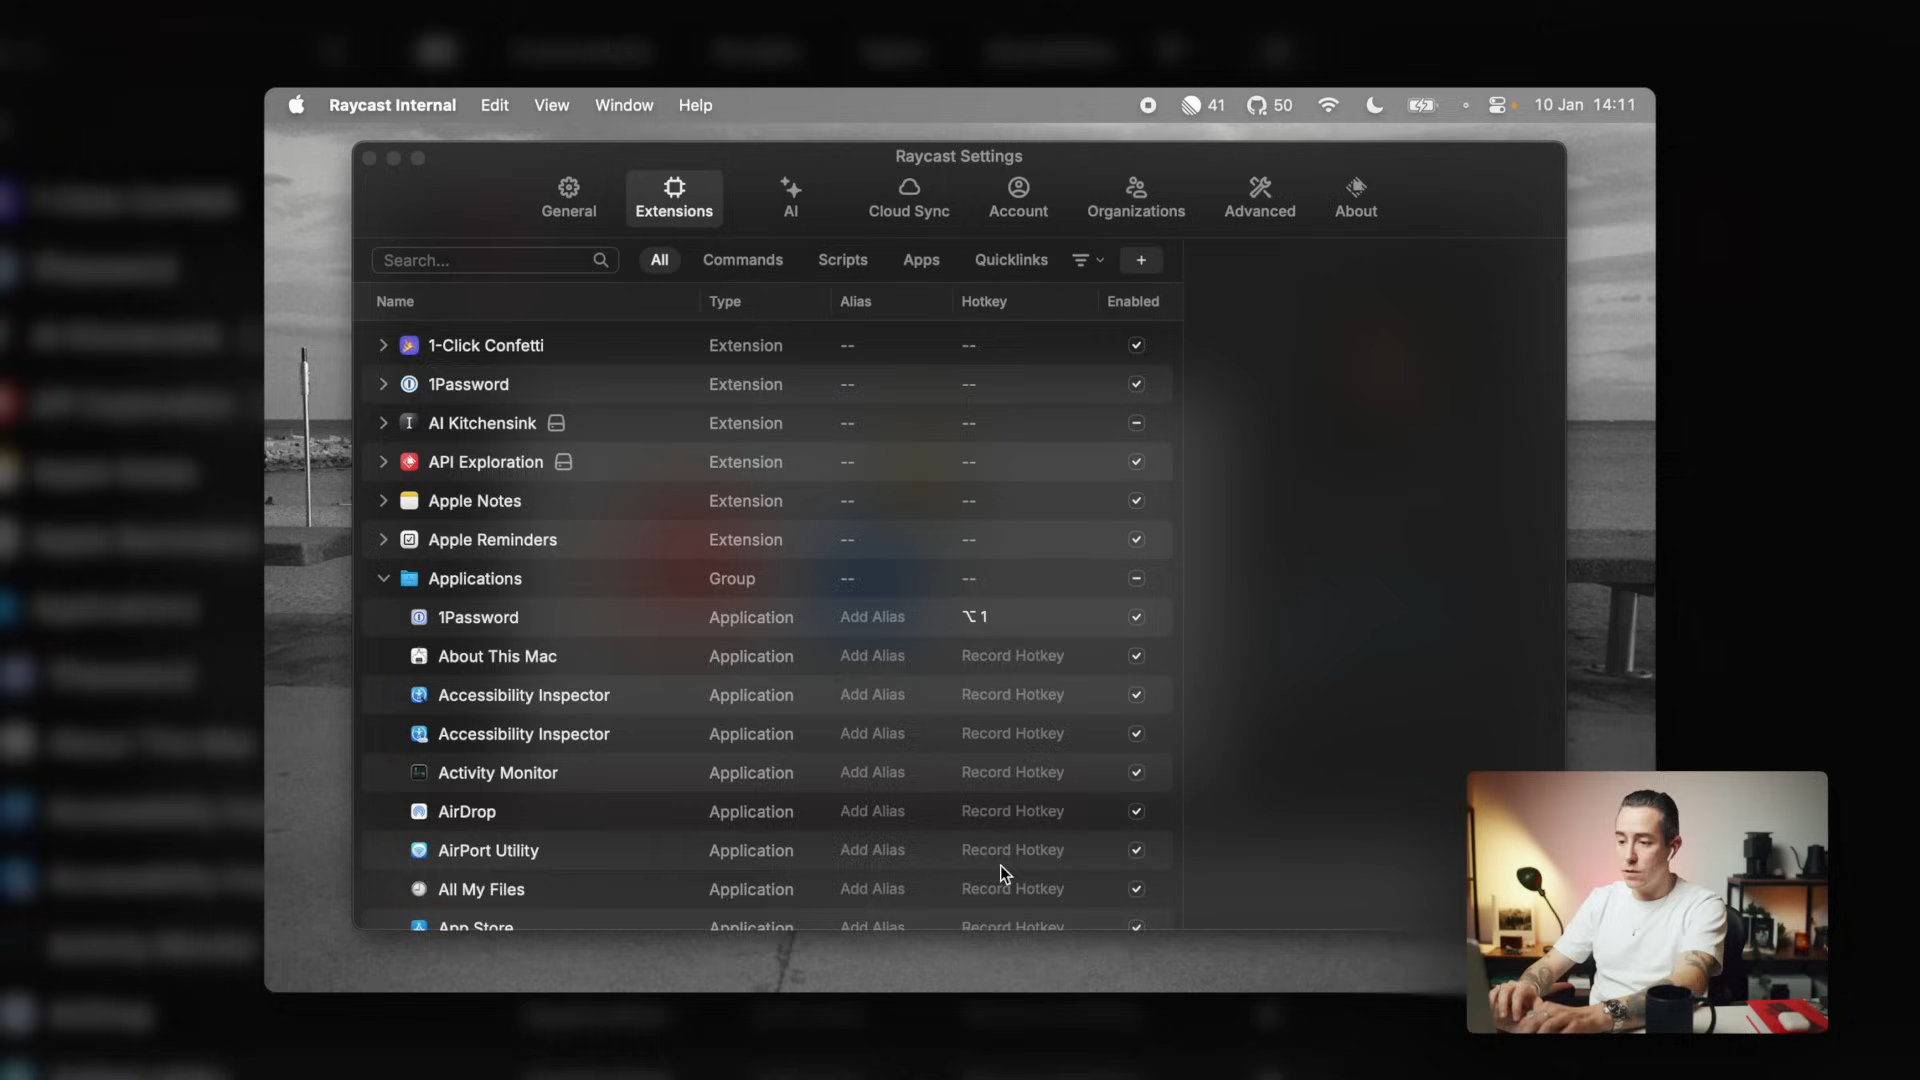 Raycast Internal Edit View Window Help 41 50 10 Jan 14:11
Raycast Settings
General Extensions AI Cloud Sync Account Organizations Advanced About
Search... All Commands Scripts Apps Quicklinks +
Name Type Alias Hotkey Enabled
1-Click Confetti Extension -- --
1Password Extension -- --
AI Kitchensink Extension -- --
API Exploration Extension -- --
Apple Notes Extension -- --
Apple Reminders Extension -- --
Applications Group -- --
1Password Application Add Alias ⌥ 1
About This Mac Application Add Alias Record Hotkey
Accessibility Inspector Application Add Alias Record Hotkey
Accessibility Inspector Application Add Alias Record Hotkey
Activity Monitor Application Add Alias Record Hotkey
AirDrop Application Add Alias Record Hotkey
AirPort Utility Application Add Alias Record Hotkey
All My Files Application Add Alias Record Hotkey
App Store Application Add Alias Record Hotkey